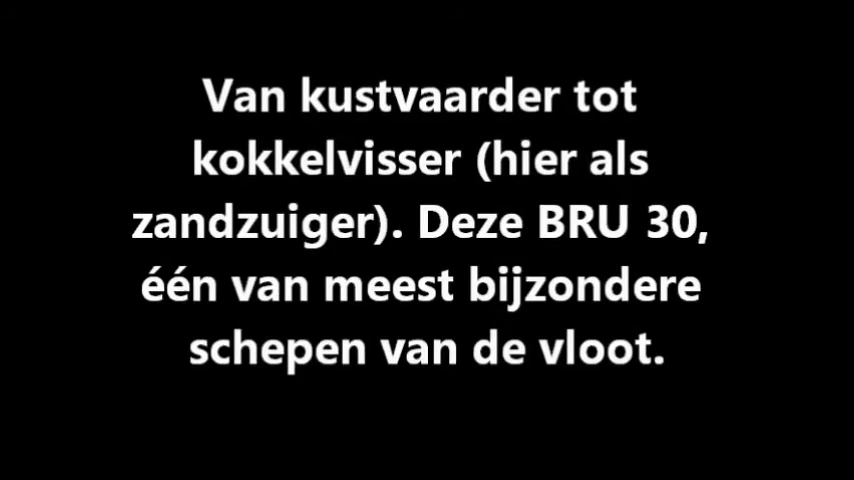 Van kustvaarder tot
kokkelvisser (hier als
zandzuiger). Deze BRU 30,
één van meest bijzondere
schepen van de vloot.